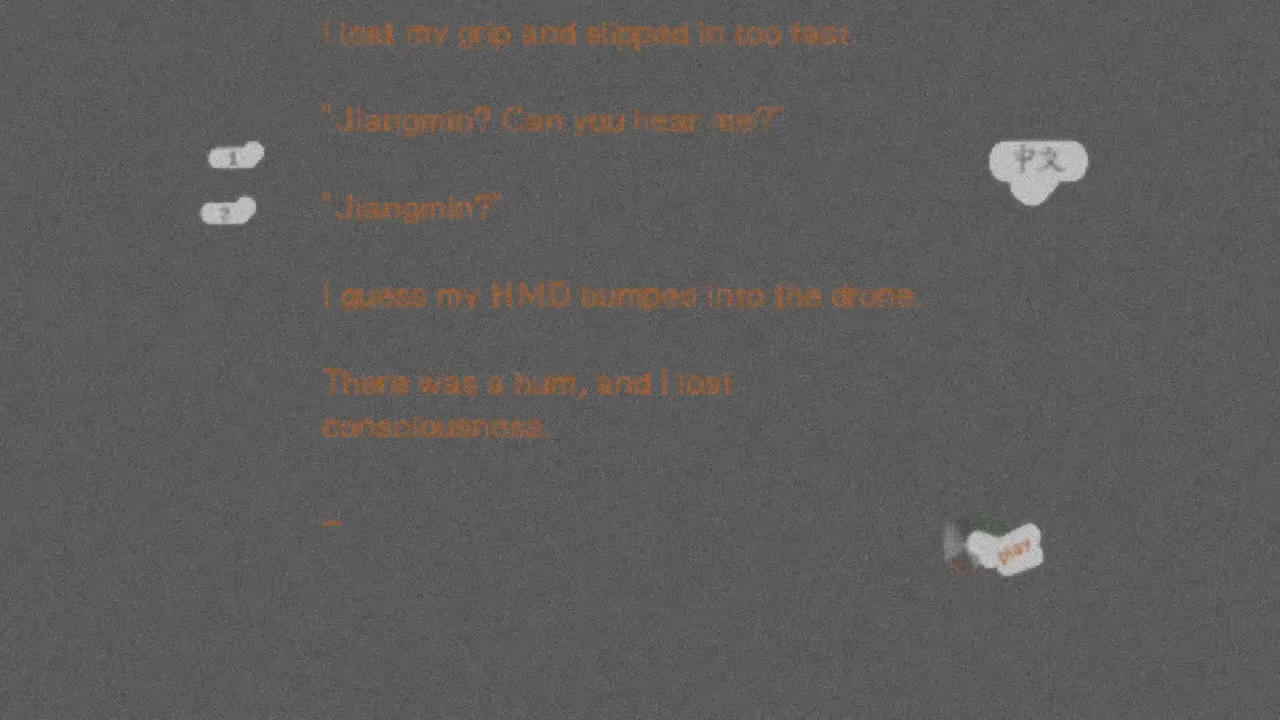 I lost my grip and slipped in too fast.
"Jiangmin? Can you hear me?"
1
中文
?
"Jiangmin?"
I guess my HMD bumped into the drone.
There was a hum, and I lost
consciousness.
—
play